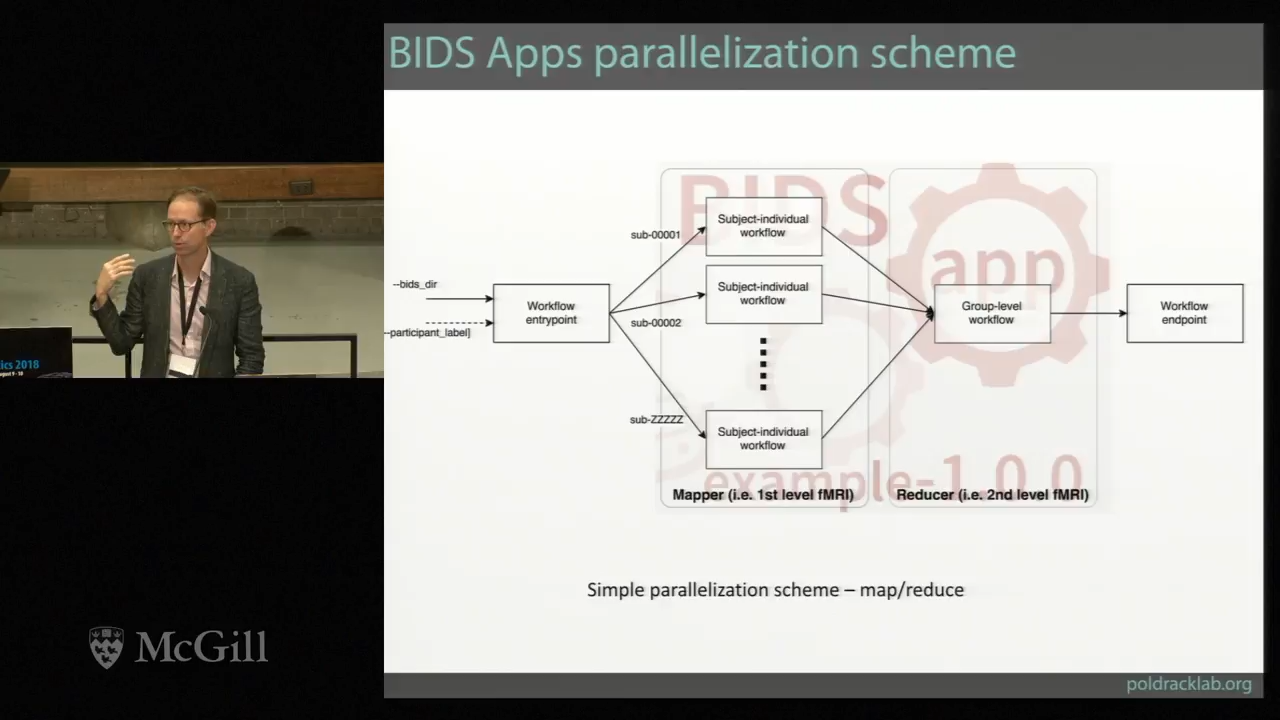 BIDS Apps parallelization scheme
BIDS
app
example-1.0.0
--bids_dir
--participant_label]
Workflow
entrypoint
sub-00001
sub-00002
sub-ZZZZZ
Subject-individual
workflow
Subject-individual
workflow
Subject-individual
workflow
Mapper (i.e. 1st level fMRI)
Group-level
workflow
Reducer (i.e. 2nd level fMRI)
Workflow
endpoint
Simple parallelization scheme – map/reduce
poldracklab.org
tics 2018
McGill